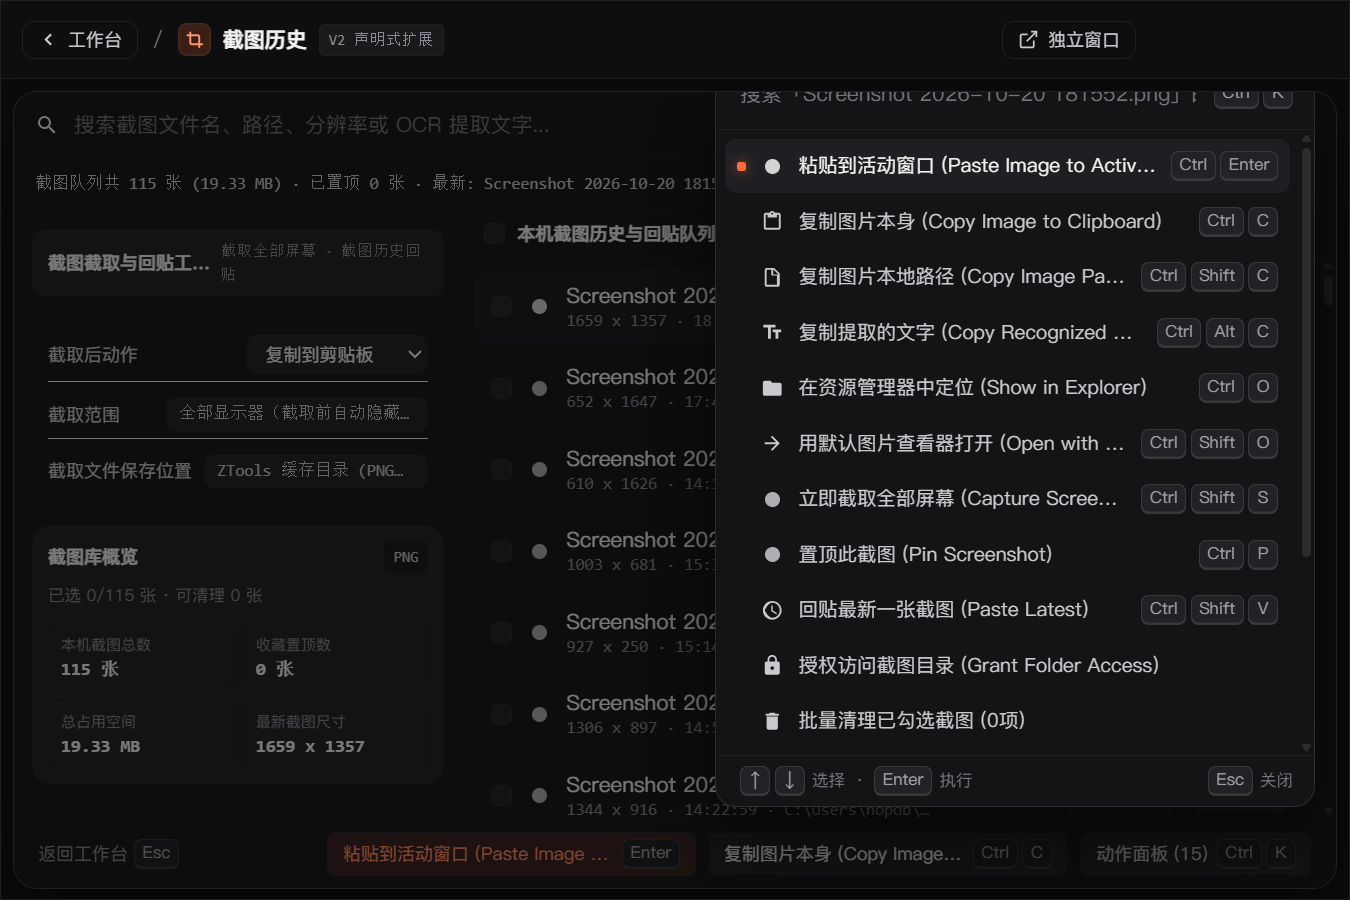 工作台
/
截图历史
V2 声明式扩展
独立窗口
搜索截图文件名、路径、分辨率或 OCR 提取文字...
截图队列共 115 张 (19.33 MB) · 已置顶 0 张 · 最新: Screenshot 2026-10-20 1815
截图截取与回贴工...
截取全部屏幕 · 截图历史回
贴
截取后动作
复制到剪贴板
截取范围
全部显示器（截取前自动隐藏...
截取文件保存位置
ZTools 缓存目录 (PNG...
截图库概览
PNG
已选 0/115 张 · 可清理 0 张
本机截图总数
115 张
收藏置顶数
0 张
总占用空间
19.33 MB
最新截图尺寸
1659 x 1357
本机截图历史与回贴队列
Screenshot 202
1659 x 1357 · 18
Screenshot 202
652 x 1647 · 17:4
Screenshot 202
610 x 1626 · 14:
Screenshot 202
1003 x 681 · 15:
Screenshot 202
927 x 250 · 15:14
Screenshot 202
1306 x 897 · 14:
Screenshot 202
1344 x 916 · 14:22:59 · C:\Users\nopob\...
搜索「Screenshot 2026-10-20 181552.png」
Ctrl K
粘贴到活动窗口 (Paste Image to Activ... Ctrl Enter
复制图片本身 (Copy Image to Clipboard) Ctrl C
复制图片本地路径 (Copy Image Pa... Ctrl Shift C
复制提取的文字 (Copy Recognized ... Ctrl Alt C
在资源管理器中定位 (Show in Explorer) Ctrl O
用默认图片查看器打开 (Open with ... Ctrl Shift O
立即截取全部屏幕 (Capture Scree... Ctrl Shift S
置顶此截图 (Pin Screenshot) Ctrl P
回贴最新一张截图 (Paste Latest) Ctrl Shift V
授权访问截图目录 (Grant Folder Access)
批量清理已勾选截图 (0项)
↑ ↓ 选择 · Enter 执行
Esc 关闭
返回工作台 Esc
粘贴到活动窗口 (Paste Image ... Enter
复制图片本身 (Copy Image... Ctrl C
动作面板 (15) Ctrl K